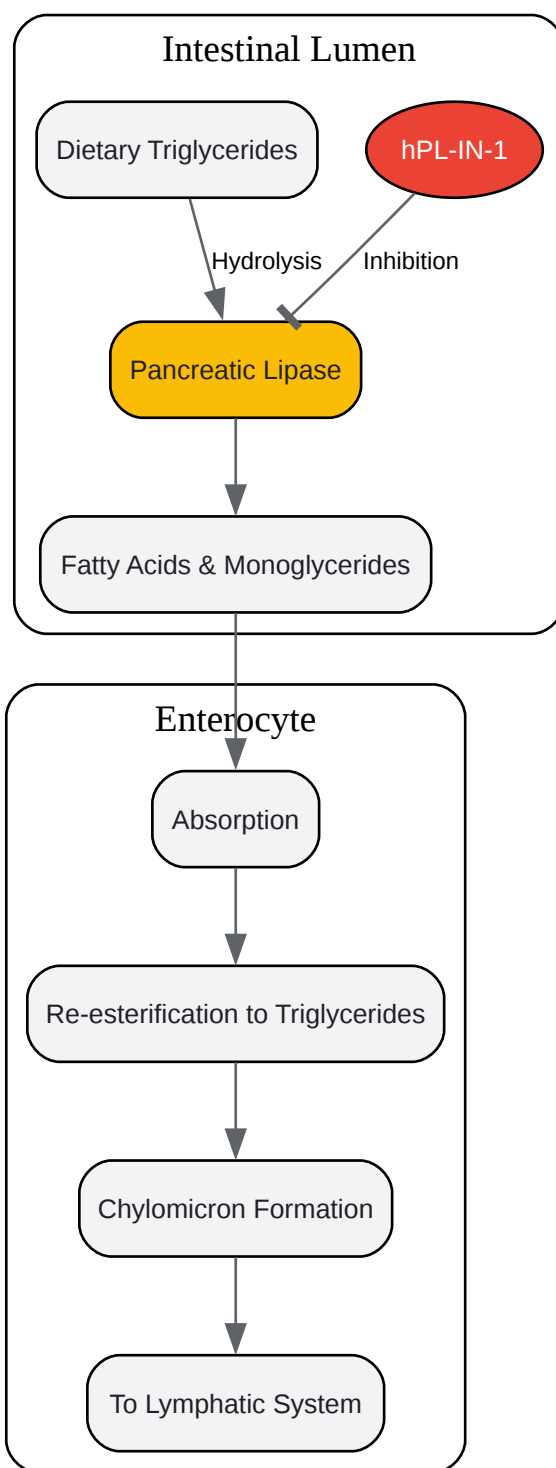 Intestinal Lumen
Dietary Triglycerides
hPL-IN-1
Hydrolysis
Inhibition
Pancreatic Lipase
Fatty Acids & Monoglycerides
Enterocyte
Absorption
Re-esterification to Triglycerides
Chylomicron Formation
To Lymphatic System